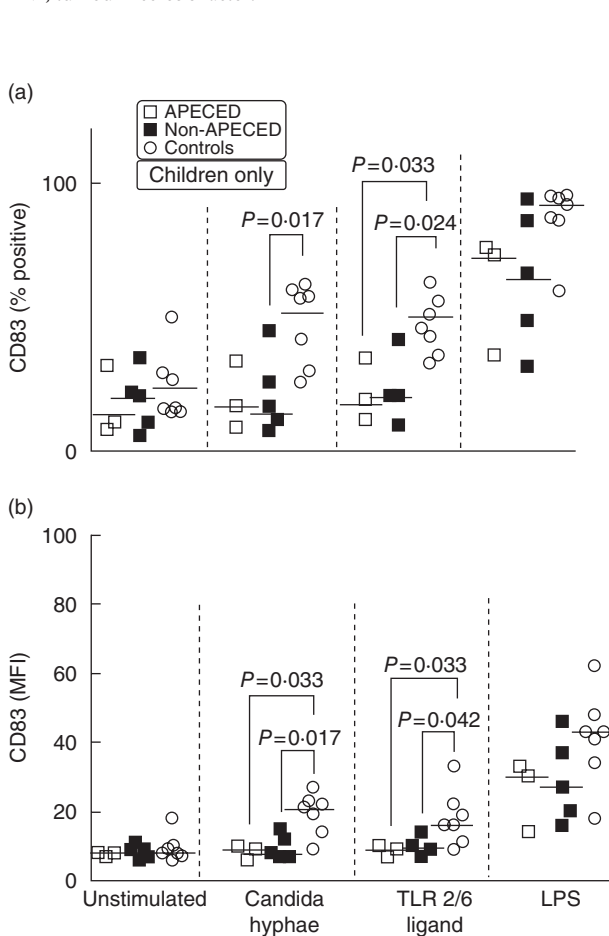 (a)
APECED
Non-APECED
Controls
Children only
P=0·033
P=0·017
P=0·024
100
0
CD83 (% positive)
(b)
100
80
60
40
20
0
CD83 (MFI)
P=0·033
P=0·033
P=0·017
P=0·042
Unstimulated
Candida
hyphae
TLR 2/6
ligand
LPS